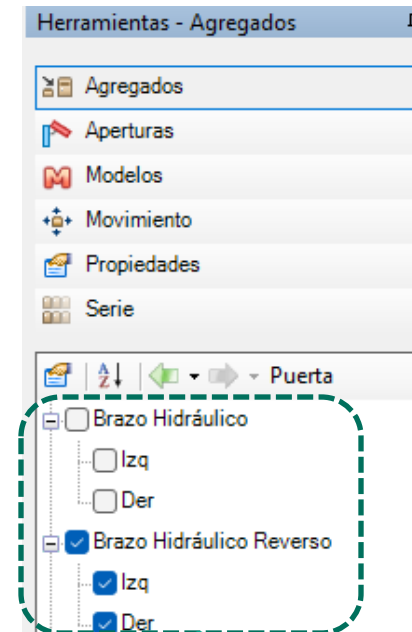 Herramientas - Agregados
Agregados
Aperturas
Modelos
Movimiento
Propiedades
Serie
Puerta
Brazo Hidráulico
Izq
Der
Brazo Hidráulico Reverso
Izq
Der